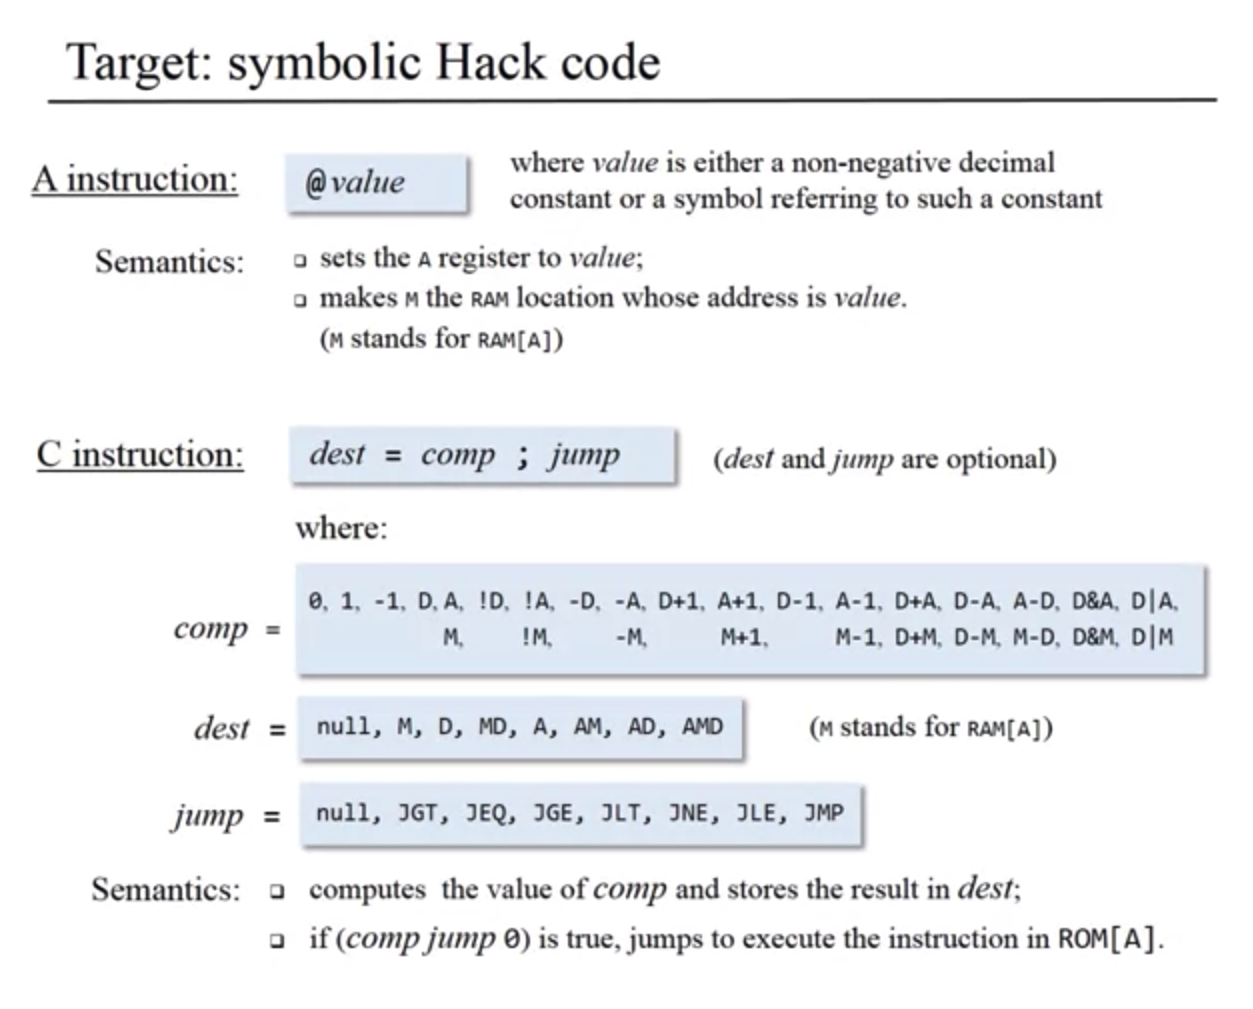 Target: symbolic Hack code
A instruction:
@value
where value is either a non-negative decimal
constant or a symbol referring to such a constant
Semantics:
❑ sets the A register to value;
❑ makes M the RAM location whose address is value.
(M stands for RAM[A])
C instruction:
dest = comp ; jump
(dest and jump are optional)
where:
comp =
0, 1, -1, D, A, !D, !A, -D, -A, D+1, A+1, D-1, A-1, D+A, D-A, A-D, D&A, D|A,
M, !M, -M, M+1, M-1, D+M, D-M, M-D, D&M, D|M
dest =
null, M, D, MD, A, AM, AD, AMD
(M stands for RAM[A])
jump =
null, JGT, JEQ, JGE, JLT, JNE, JLE, JMP
Semantics:
❑ computes the value of comp and stores the result in dest;
❑ if (comp jump 0) is true, jumps to execute the instruction in ROM[A].